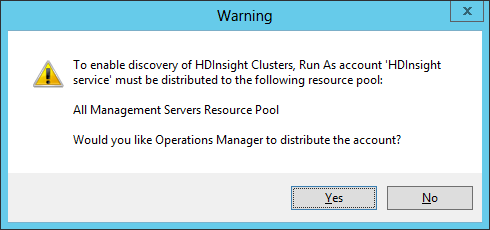 Warning
To enable discovery of HDInsight Clusters, Run As account 'HDInsight
service' must be distributed to the following resource pool:
All Management Servers Resource Pool
Would you like Operations Manager to distribute the account?
Yes
No